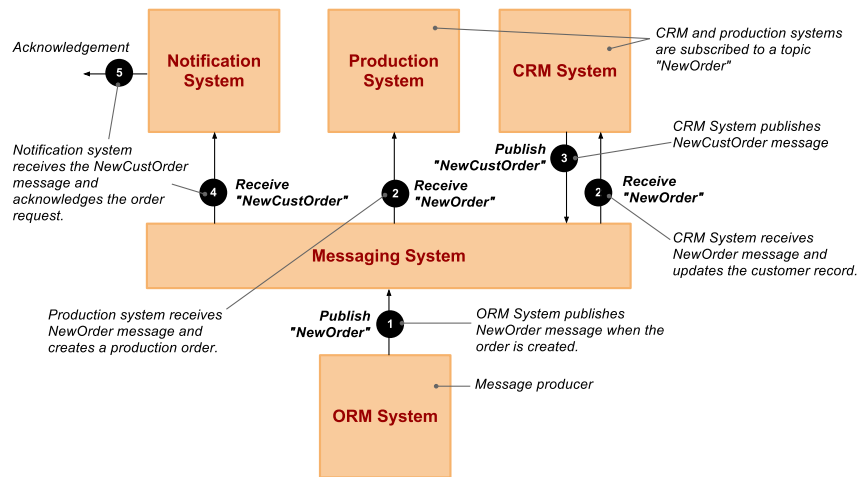 Acknowledgement
5
Notification
System
Production
System
CRM System
CRM and production systems
are subscribed to a topic
"NewOrder"
Notification system
receives the NewCustOrder
message and
acknowledges the order
request.
4
Receive
"NewCustOrder"
2
Receive
"NewOrder"
Publish
"NewCustOrder"
3
CRM System publishes
NewCustOrder message
2
Receive
"NewOrder"
CRM System receives
NewOrder message and
updates the customer record.
Messaging System
Production system receives
NewOrder message and
creates a production order.
Publish
"NewOrder"
1
ORM System publishes
NewOrder message when the
order is created.
ORM System
Message producer